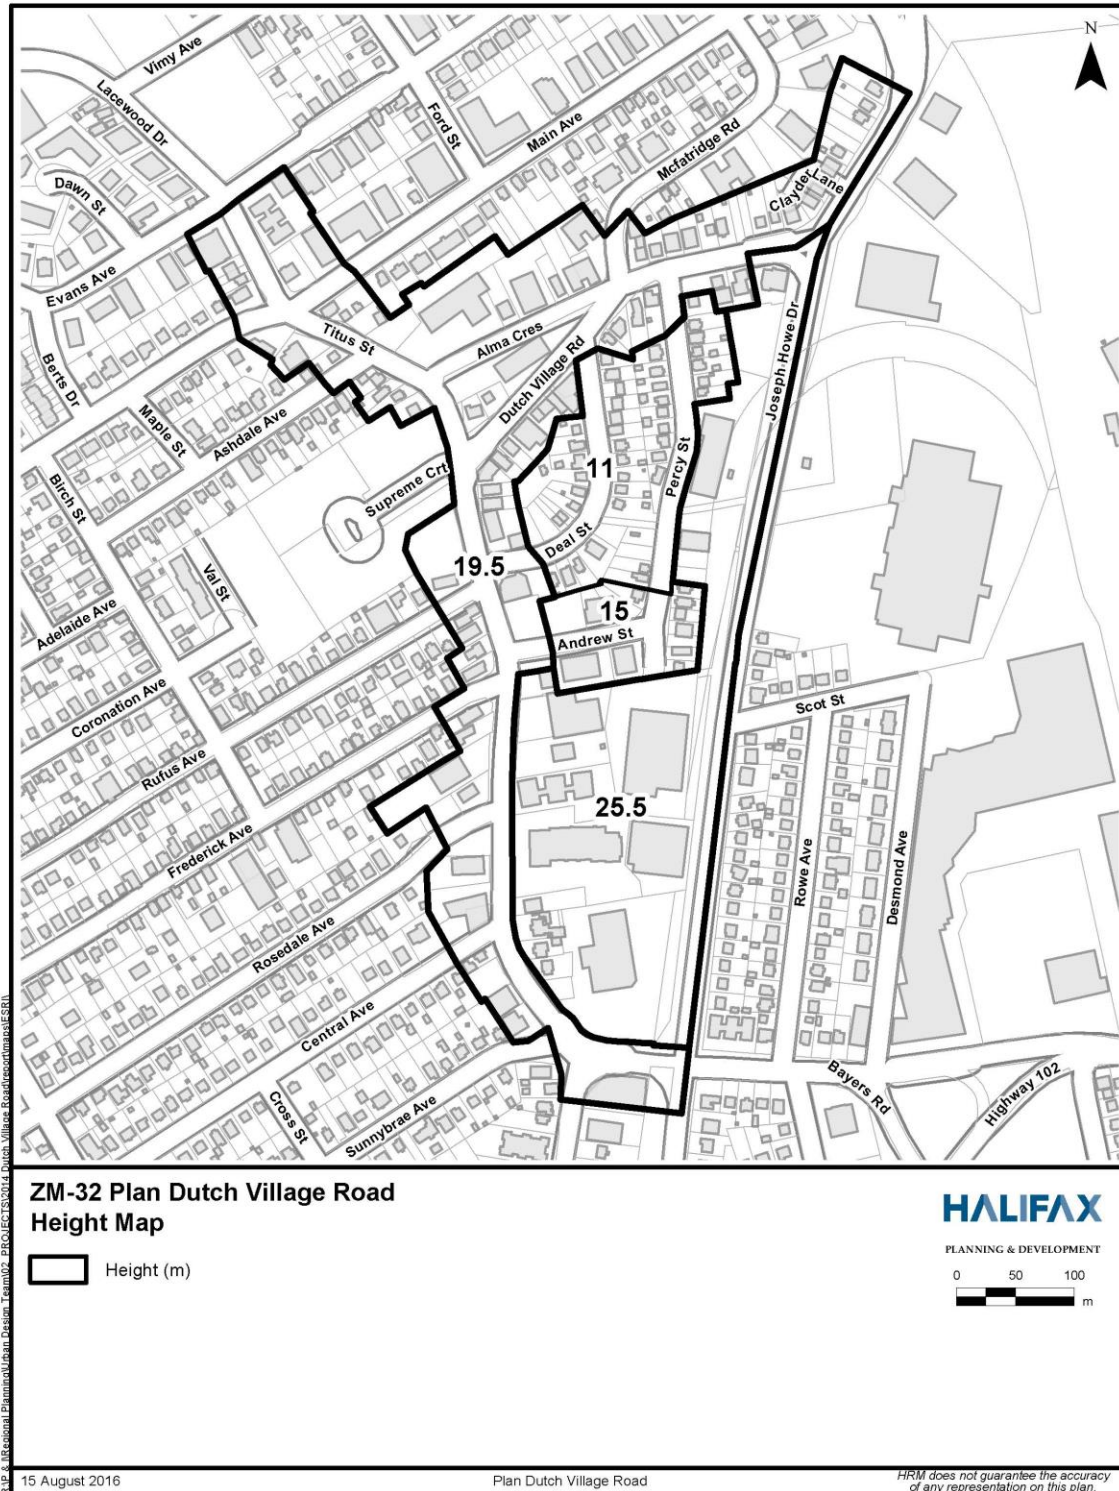 N
Vimy Ave
Lacewood Dr
Ford St
Main Ave
Mcfatridge Rd
Clayder Lane
Dawn St
Evans Ave
Titus St
Alma Cres
Dutch Village Rd
Joseph Howe Dr
Berts Dr
Maple St
Ashdale Ave
Percy St
11
Supreme Crt
Birch St
Deal St
19.5
Val St
15
Adelaide Ave
Andrew St
Coronation Ave
Scot St
Rufus Ave
25.5
Frederick Ave
Rowe Ave
Desmond Ave
Rosedale Ave
Central Ave
Bayers Rd
Highway 102
Cross St
Sunnybrae Ave
ZM-32 Plan Dutch Village Road
Height Map
Height (m)
HALIFAX
PLANNING & DEVELOPMENT
0 50 100
m
15 August 2016
Plan Dutch Village Road
HRM does not guarantee the accuracy
of any representation on this plan.